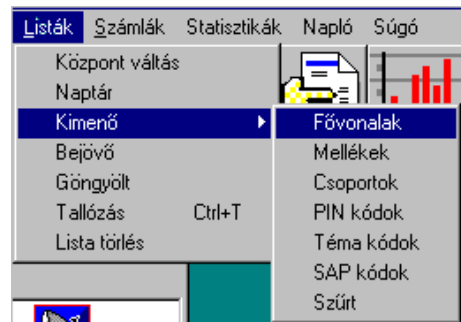 Listák Számlák Statisztikák Napló Súgó
Központ váltás
Naptár
Kimenő
Bejövő
Göngyölt
Tallózás Ctrl+T
Lista törlés
Fővonalak
Mellékek
Csoportok
PIN kódok
Téma kódok
SAP kódok
Szűrt